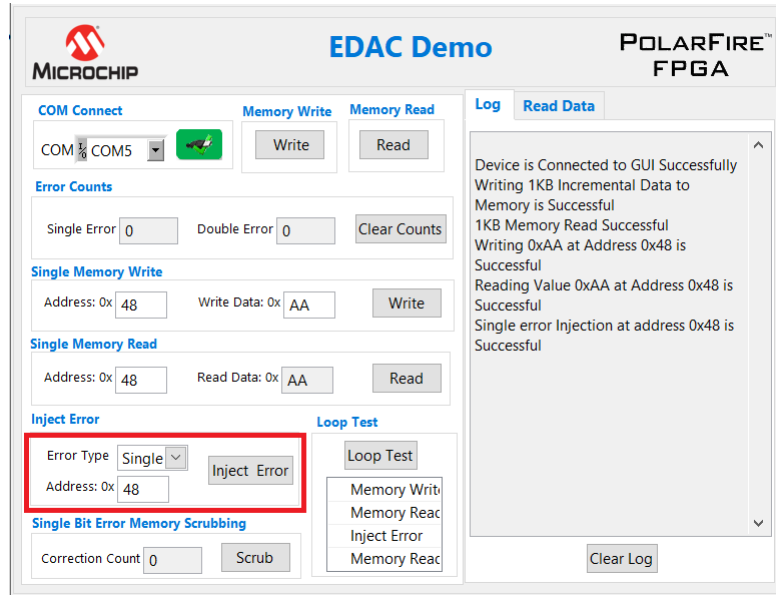 MICROCHIP
EDAC Demo
POLARFIRE™
FPGA
COM Connect
COM COM5
Memory Write
Write
Memory Read
Read
Error Counts
Single Error 0 Double Error 0 Clear Counts
Single Memory Write
Address: 0x 48 Write Data: 0x AA Write
Single Memory Read
Address: 0x 48 Read Data: 0x AA Read
Inject Error
Error Type Single
Address: 0x 48
Inject Error
Single Bit Error Memory Scrubbing
Correction Count 0 Scrub
Loop Test
Loop Test
Memory Write
Memory Read
Inject Error
Memory Read
Log Read Data
Device is Connected to GUI Successfully
Writing 1KB Incremental Data to
Memory is Successful
1KB Memory Read Successful
Writing 0xAA at Address 0x48 is
Successful
Reading Value 0xAA at Address 0x48 is
Successful
Single error Injection at address 0x48 is
Successful
Clear Log